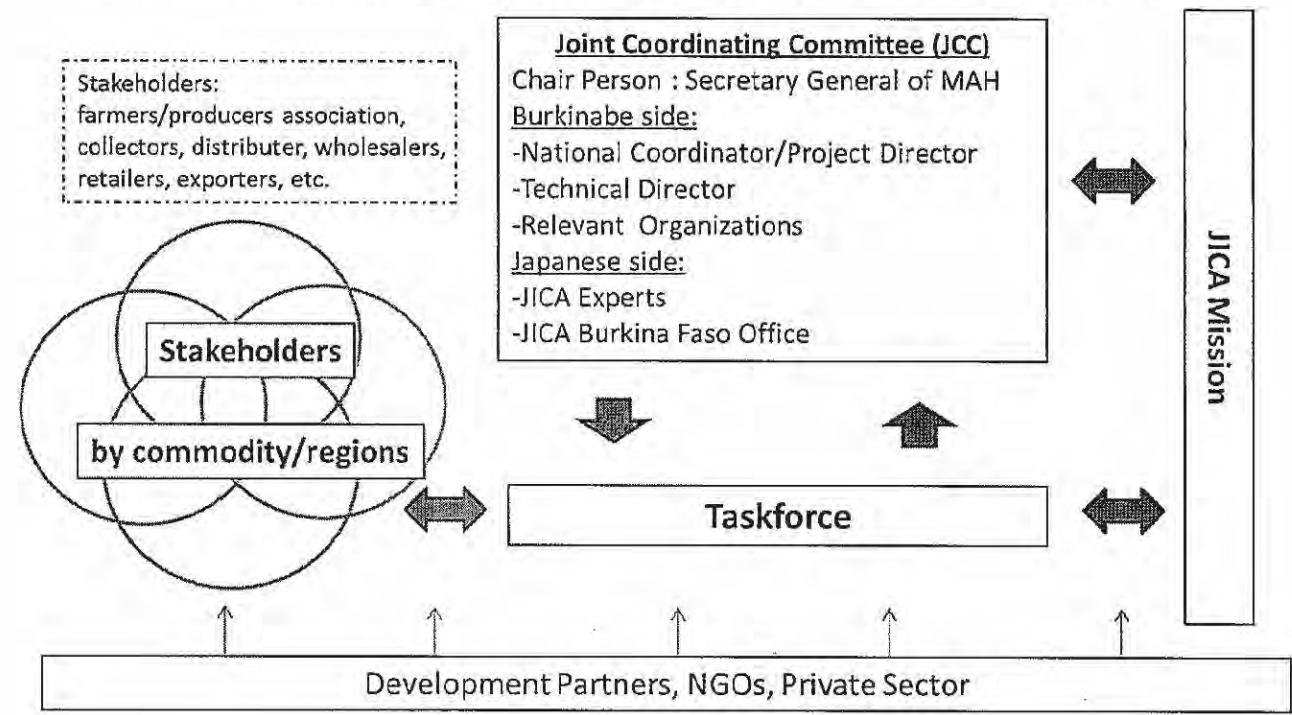 Stakeholders:
farmers/producers association,
collectors, distributer, wholesalers,
retailers, exporters, etc.
Joint Coordinating Committee (JCC)
Chair Person : Secretary General of MAH
Burkinabe side:
-National Coordinator/Project Director
-Technical Director
-Relevant Organizations
Japanese side:
-JICA Experts
-JICA Burkina Faso Office
JICA Mission
Stakeholders
by commodity/regions
Taskforce
Development Partners, NGOs, Private Sector